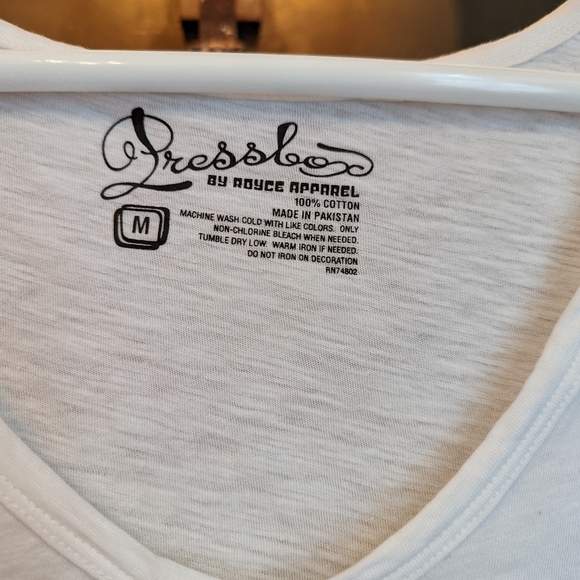 Pressbox
BY ROYCE APPAREL
100% COTTON
MADE IN PAKISTAN
M
MACHINE WASH COLD WITH LIKE COLORS. ONLY
NON-CHLORINE BLEACH WHEN NEEDED.
TUMBLE DRY LOW. WARM IRON IF NEEDED.
DO NOT IRON ON DECORATION
RN74802